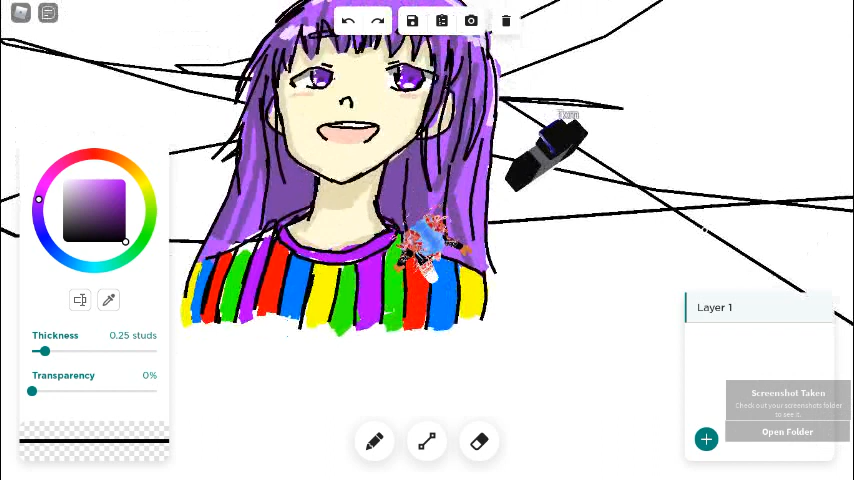 Tom
Thickness 0.25 studs
Transparency 0%
Layer 1
Screenshot Taken
Check out your screenshots folder
to see it.
Open Folder